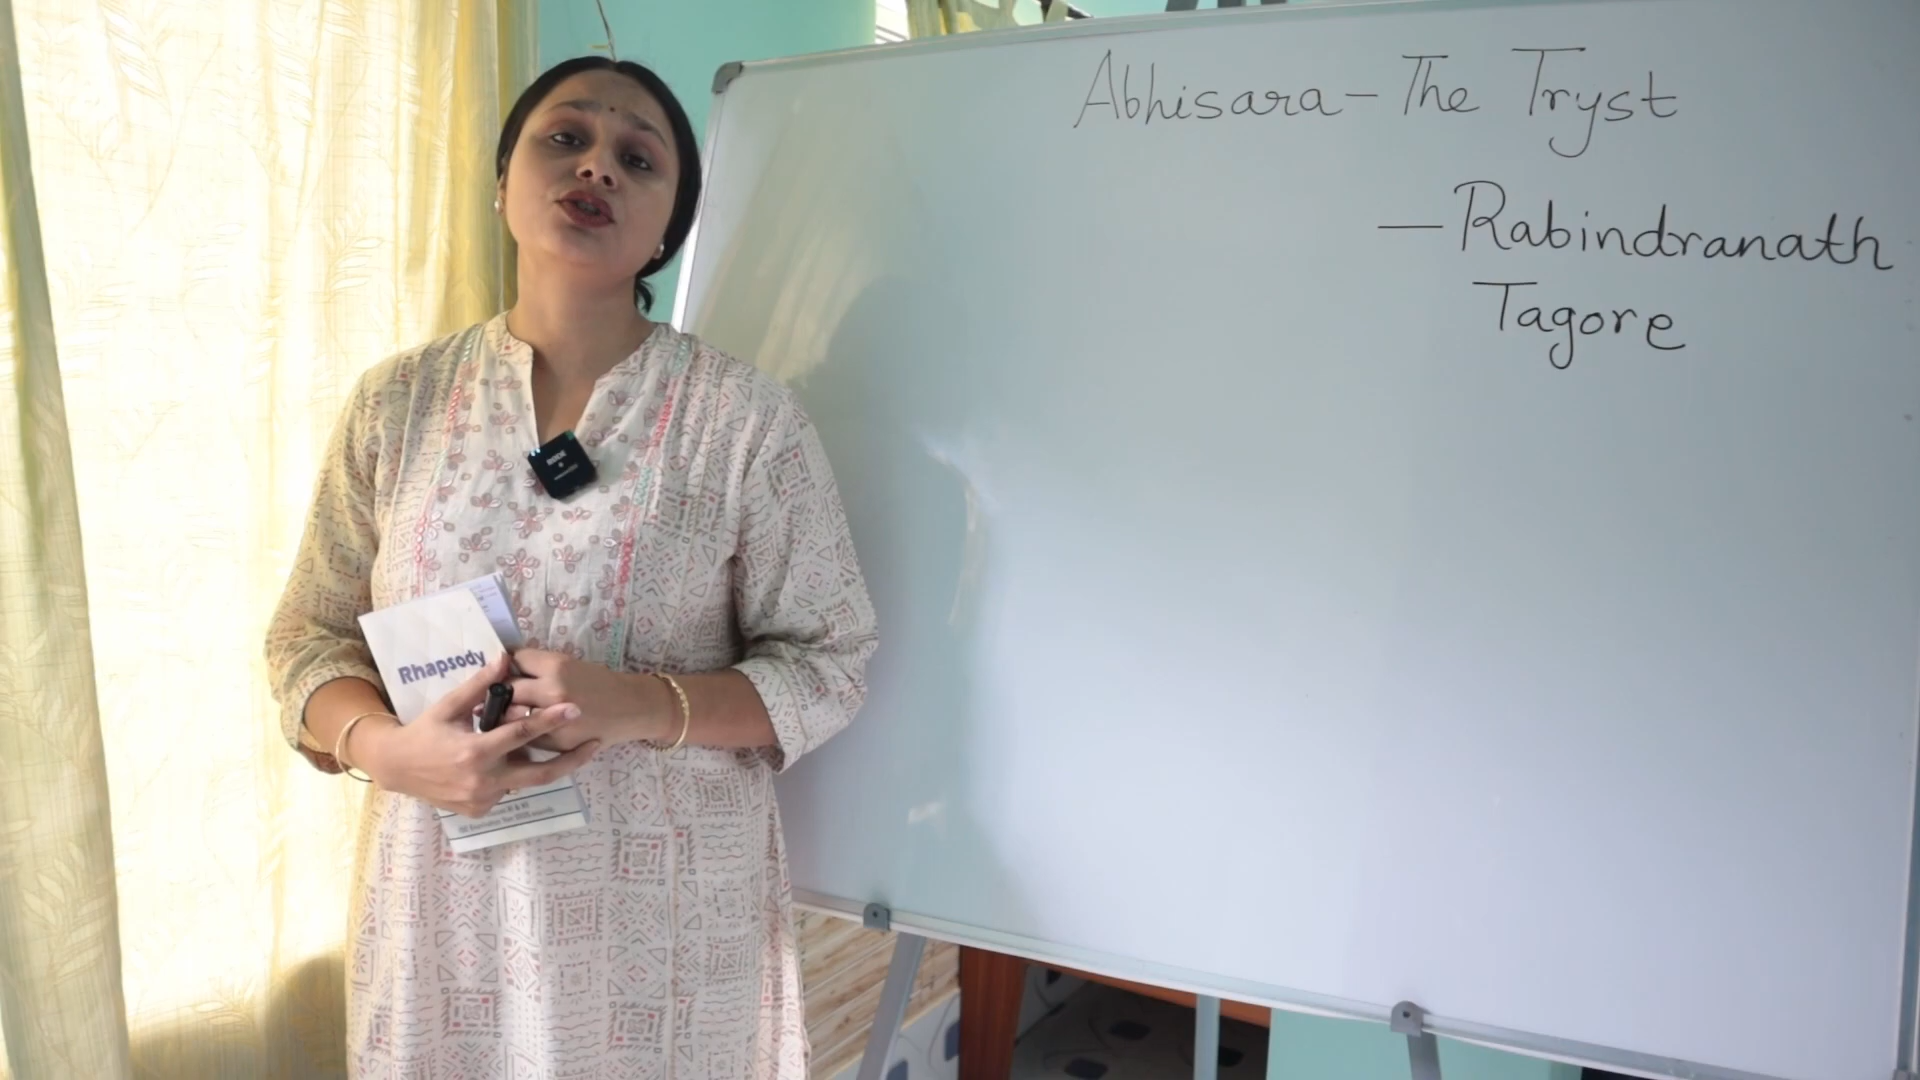 Abhisara - The Tryst
— Rabindranath
Tagore
Rhapsody